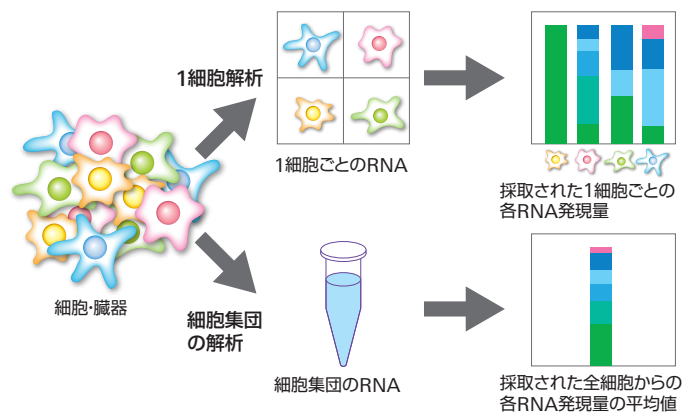 1細胞解析
1細胞ごとのRNA
採取された1細胞ごとの
各RNA発現量
細胞・臓器
細胞集団
の解析
細胞集団のRNA
採取された全細胞からの
各RNA発現量の平均値